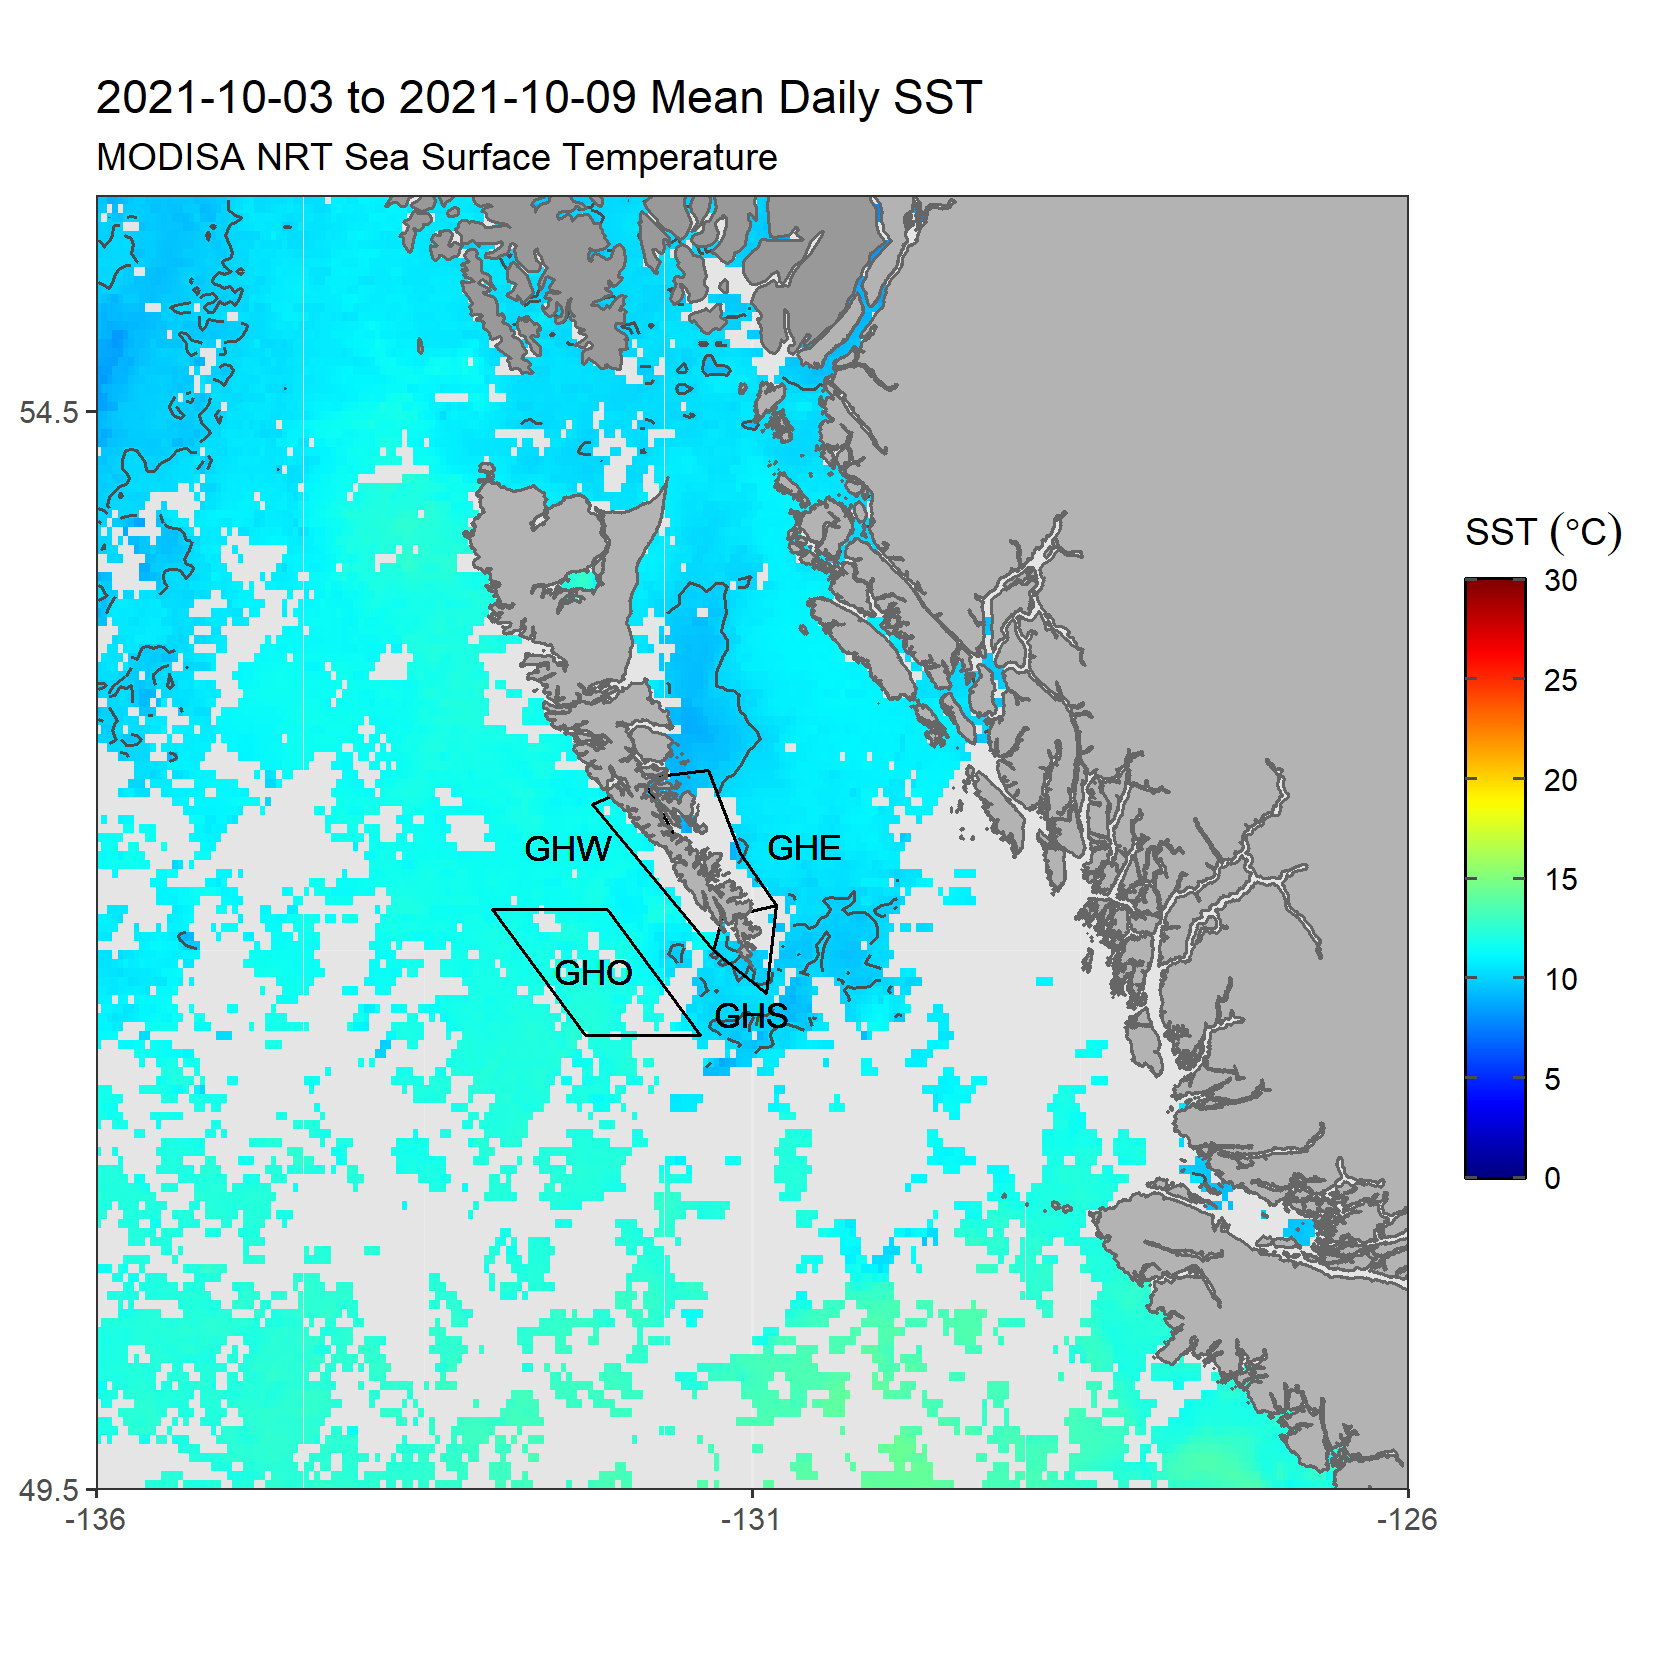 2021-10-03 to 2021-10-09 Mean Daily SST
MODISA NRT Sea Surface Temperature
54.5
49.5
-136
-131
-126
GHW
GHE
GHO
GHS
SST (°C)
30
25
20
15
10
5
0